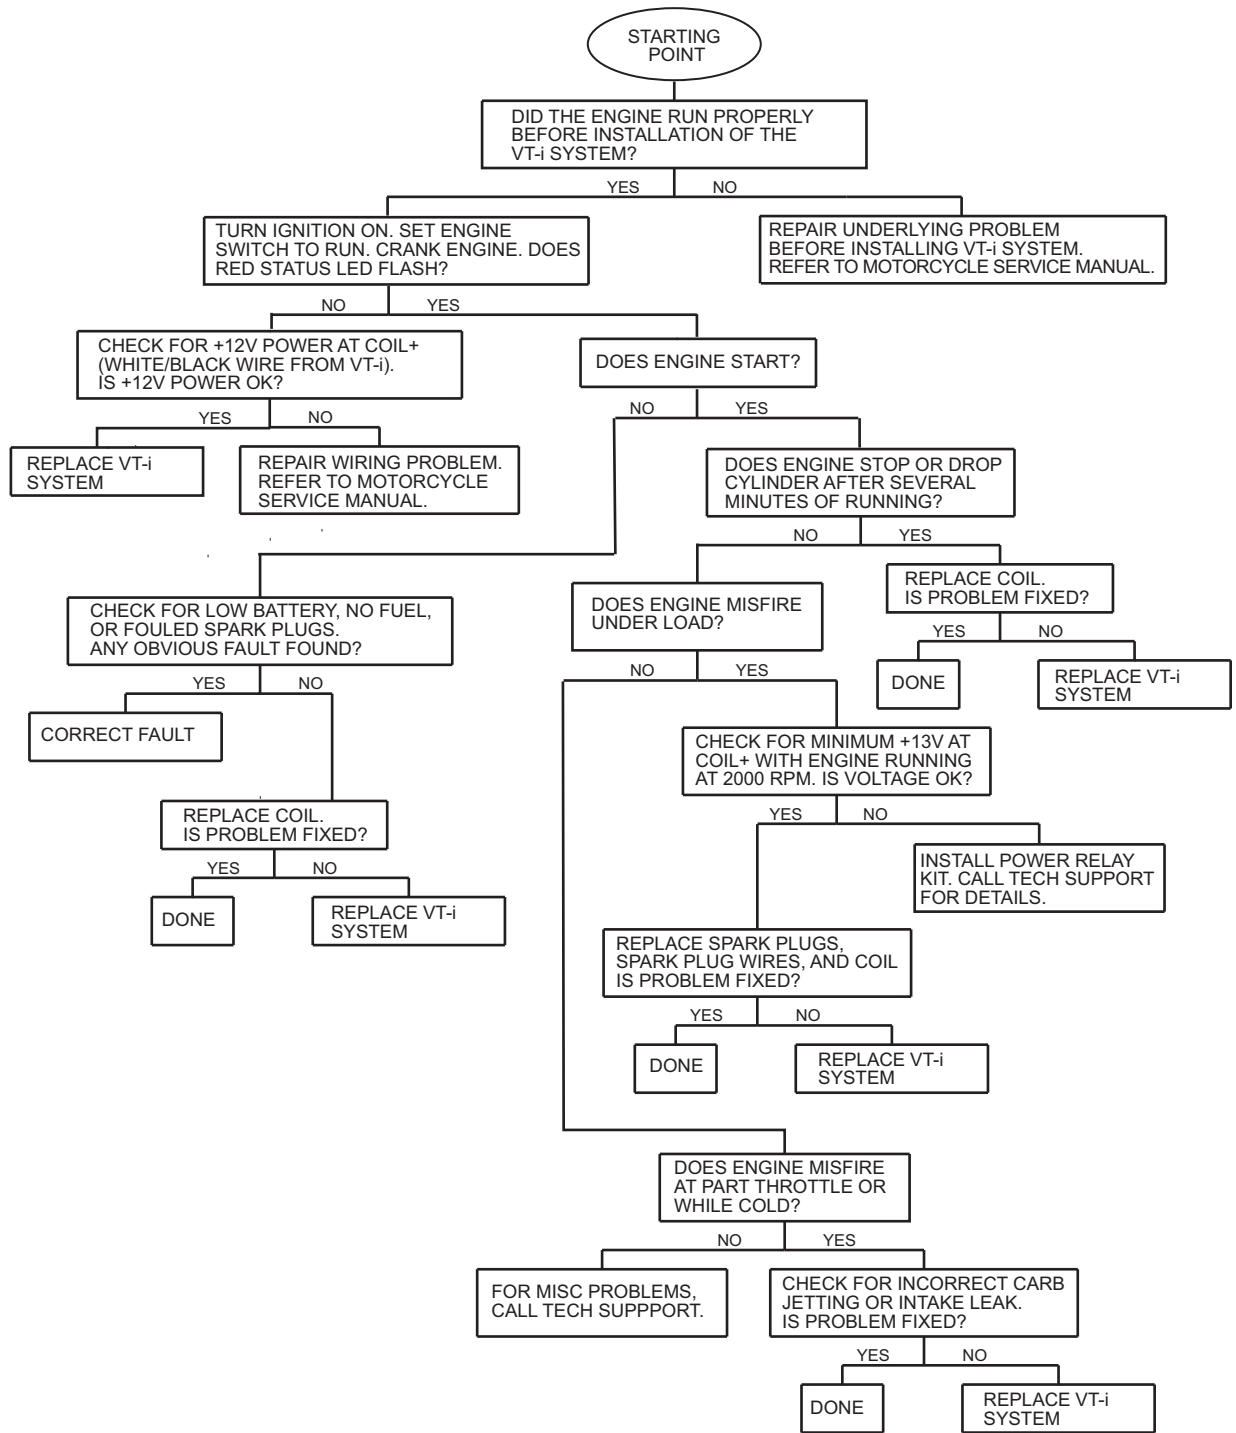 STARTING
POINT
DID THE ENGINE RUN PROPERLY
BEFORE INSTALLATION OF THE
VT-i SYSTEM?
YES
NO
TURN IGNITION ON. SET ENGINE
SWITCH TO RUN. CRANK ENGINE. DOES
RED STATUS LED FLASH?
REPAIR UNDERLYING PROBLEM
BEFORE INSTALLING VT-i SYSTEM.
REFER TO MOTORCYCLE SERVICE MANUAL.
NO
YES
CHECK FOR +12V POWER AT COIL+
(WHITE/BLACK WIRE FROM VT-i).
IS +12V POWER OK?
DOES ENGINE START?
YES
NO
NO
YES
REPLACE VT-i
SYSTEM
REPAIR WIRING PROBLEM.
REFER TO MOTORCYCLE
SERVICE MANUAL.
DOES ENGINE STOP OR DROP
CYLINDER AFTER SEVERAL
MINUTES OF RUNNING?
NO
YES
CHECK FOR LOW BATTERY, NO FUEL,
OR FOULED SPARK PLUGS.
ANY OBVIOUS FAULT FOUND?
DOES ENGINE MISFIRE
UNDER LOAD?
REPLACE COIL.
IS PROBLEM FIXED?
YES
NO
NO
YES
YES
NO
DONE
REPLACE VT-i
SYSTEM
CORRECT FAULT
CHECK FOR MINIMUM +13V AT
COIL+ WITH ENGINE RUNNING
AT 2000 RPM. IS VOLTAGE OK?
REPLACE COIL.
IS PROBLEM FIXED?
YES
NO
YES
NO
INSTALL POWER RELAY
KIT. CALL TECH SUPPORT
FOR DETAILS.
DONE
REPLACE VT-i
SYSTEM
REPLACE SPARK PLUGS,
SPARK PLUG WIRES, AND COIL
IS PROBLEM FIXED?
YES
NO
DONE
REPLACE VT-i
SYSTEM
DOES ENGINE MISFIRE
AT PART THROTTLE OR
WHILE COLD?
NO
YES
FOR MISC PROBLEMS,
CALL TECH SUPPPORT.
CHECK FOR INCORRECT CARB
JETTING OR INTAKE LEAK.
IS PROBLEM FIXED?
YES
NO
DONE
REPLACE VT-i
SYSTEM